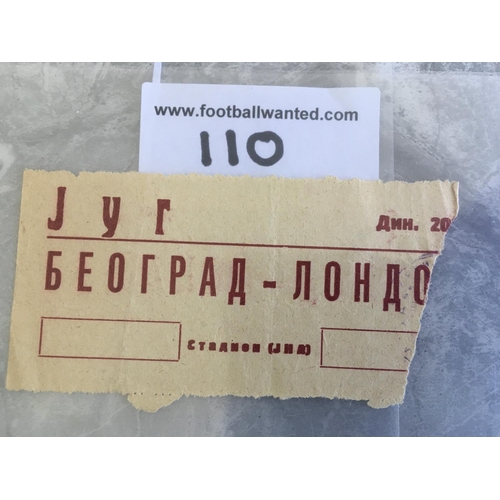 www.footballwanted.com
110
Југ
Дин. 20
БЕОГРАД - ЛОНДО
Стадион (ЈНА)